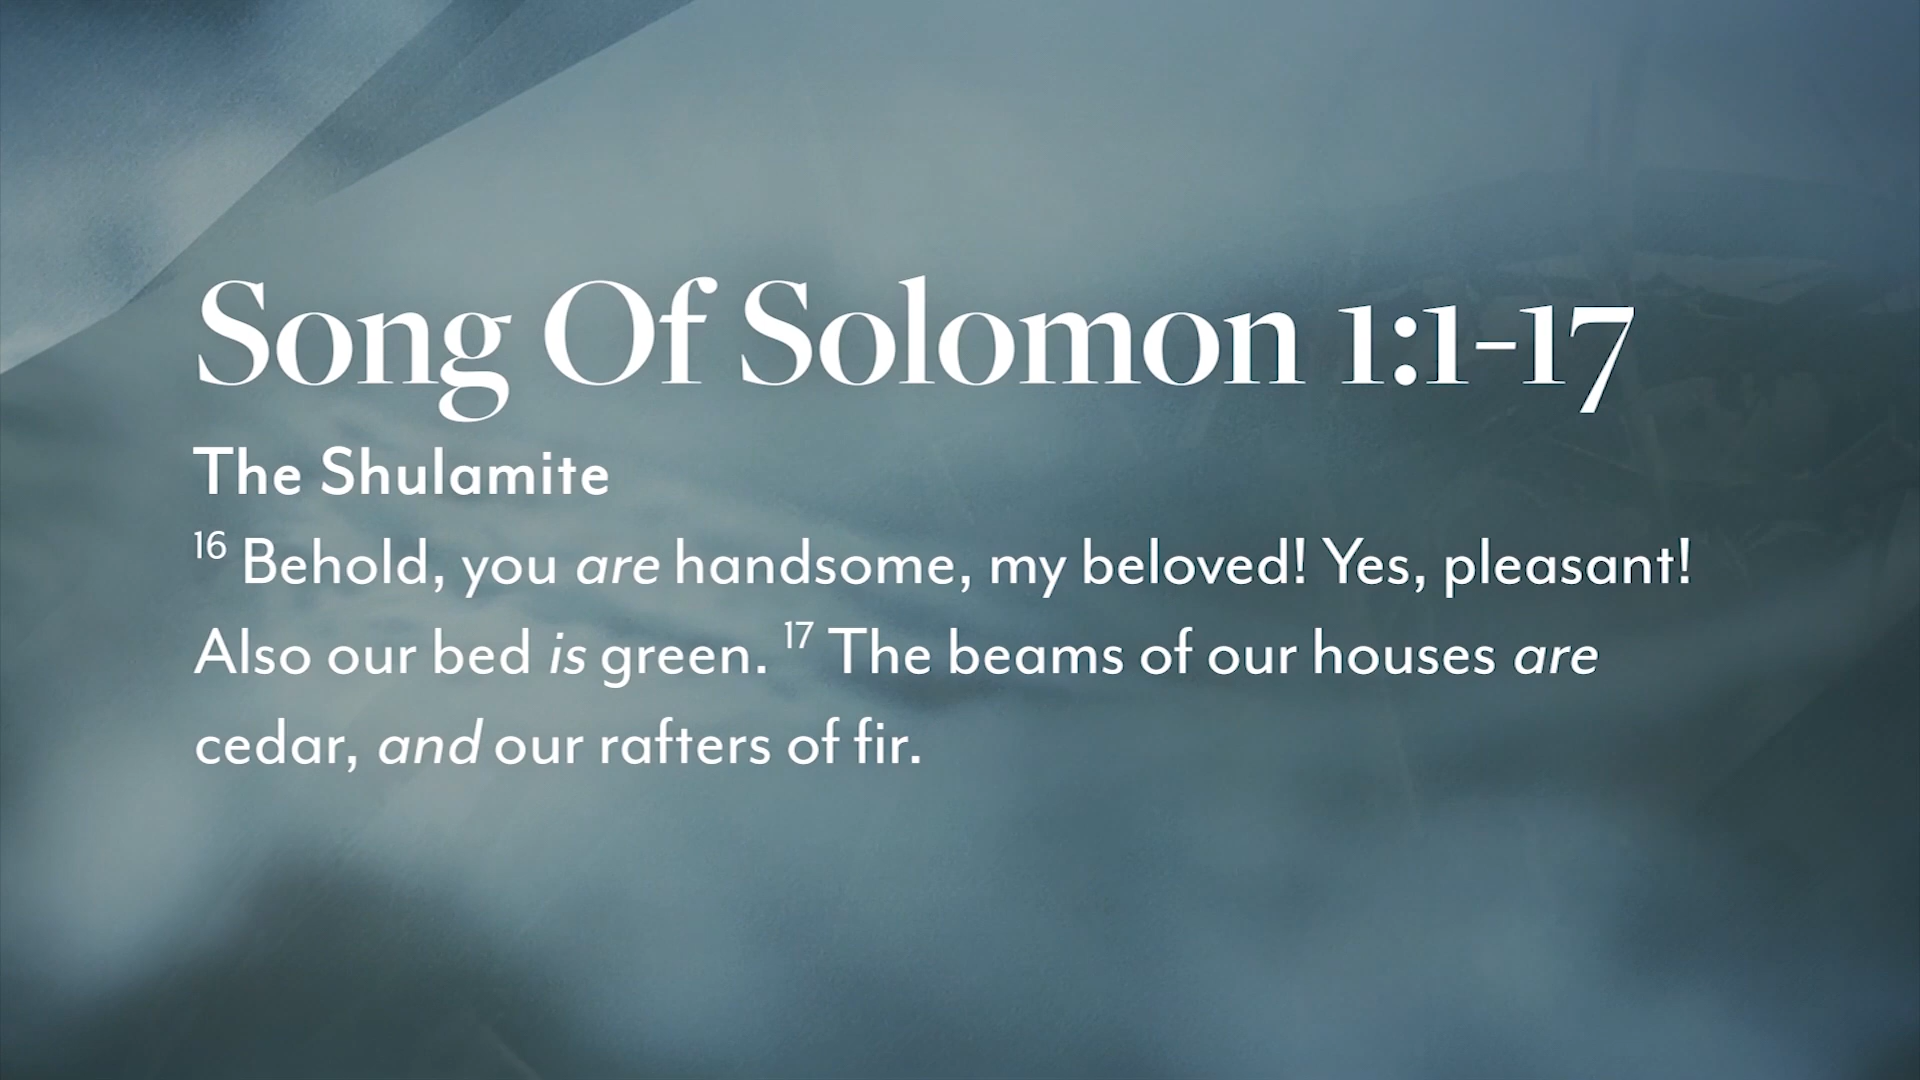 Song Of Solomon 1:1-17
The Shulamite
16 Behold, you are handsome, my beloved! Yes, pleasant!
Also our bed is green. 17 The beams of our houses are
cedar, and our rafters of fir.